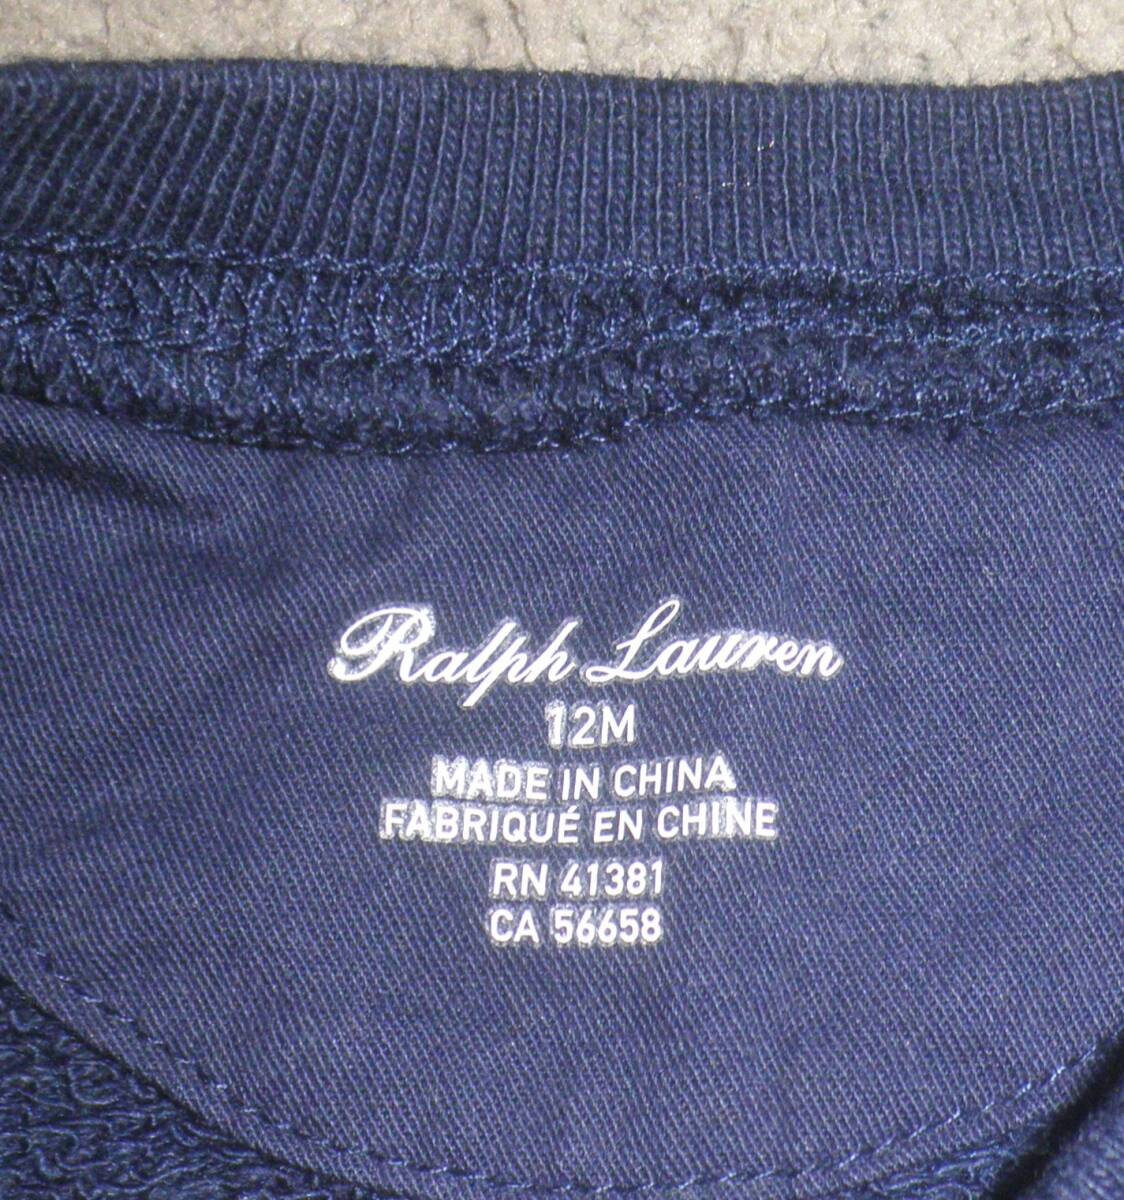 Ralph Lauren
12M
MADE IN CHINA
FABRIQUÉ EN CHINE
RN 41381
CA 56658